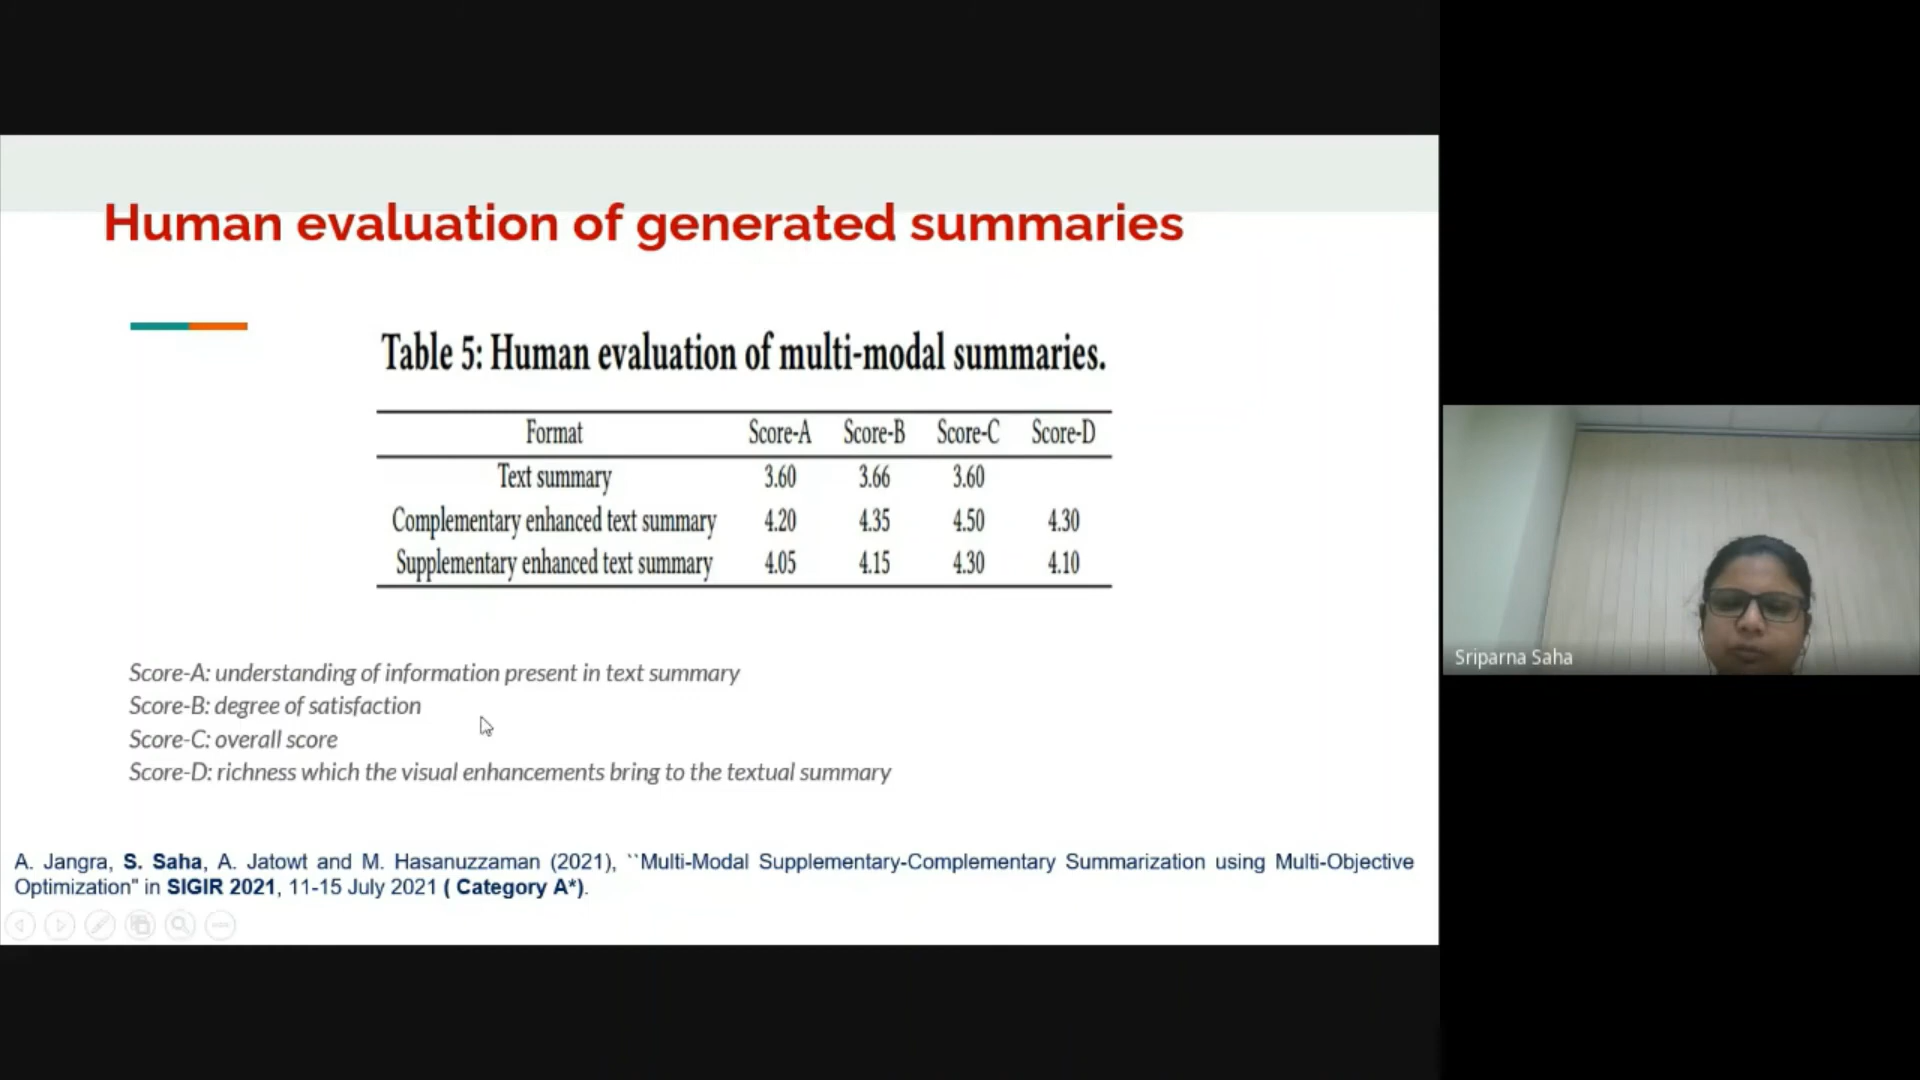 Human evaluation of generated summaries
Table 5: Human evaluation of multi-modal summaries.
Format Score-A Score-B Score-C Score-D
Text summary 3.60 3.66 3.60
Complementary enhanced text summary 4.20 4.35 4.50 4.30
Supplementary enhanced text summary 4.05 4.15 4.30 4.10
Score-A: understanding of information present in text summary
Score-B: degree of satisfaction
Score-C: overall score
Score-D: richness which the visual enhancements bring to the textual summary
A. Jangra, S. Saha, A. Jatowt and M. Hasanuzzaman (2021), ``Multi-Modal Supplementary-Complementary Summarization using Multi-Objective
Optimization" in SIGIR 2021, 11-15 July 2021 ( Category A*).
Sriparna Saha